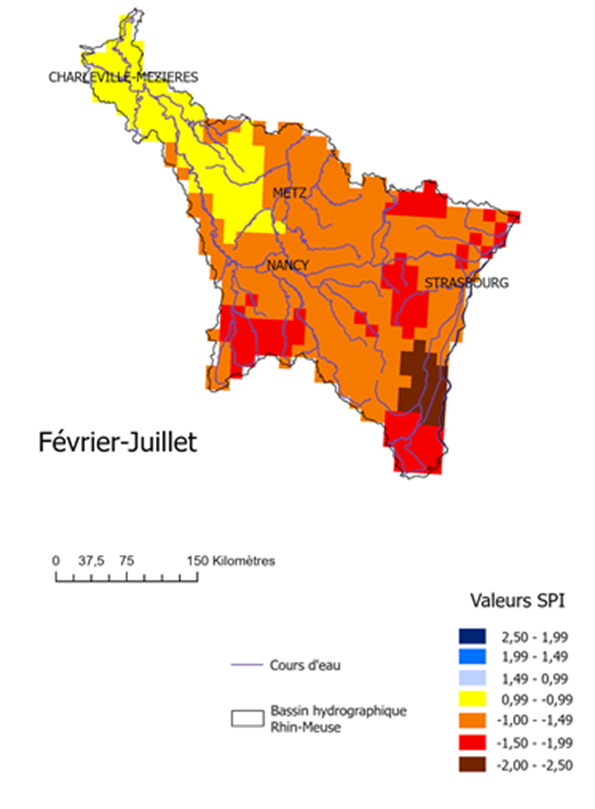 CHARLEVILLE-MEZIERES
METZ
NANCY
STRASBOURG
Février-Juillet
0 37,5 75 150 Kilomètres
Valeurs SPI
2,50 - 1,99
1,99 - 1,49
1,49 - 0,99
0,99 - -0,99
-1,00 - -1,49
-1,50 - -1,99
-2,00 - -2,50
Cours d'eau
Bassin hydrographique
Rhin-Meuse